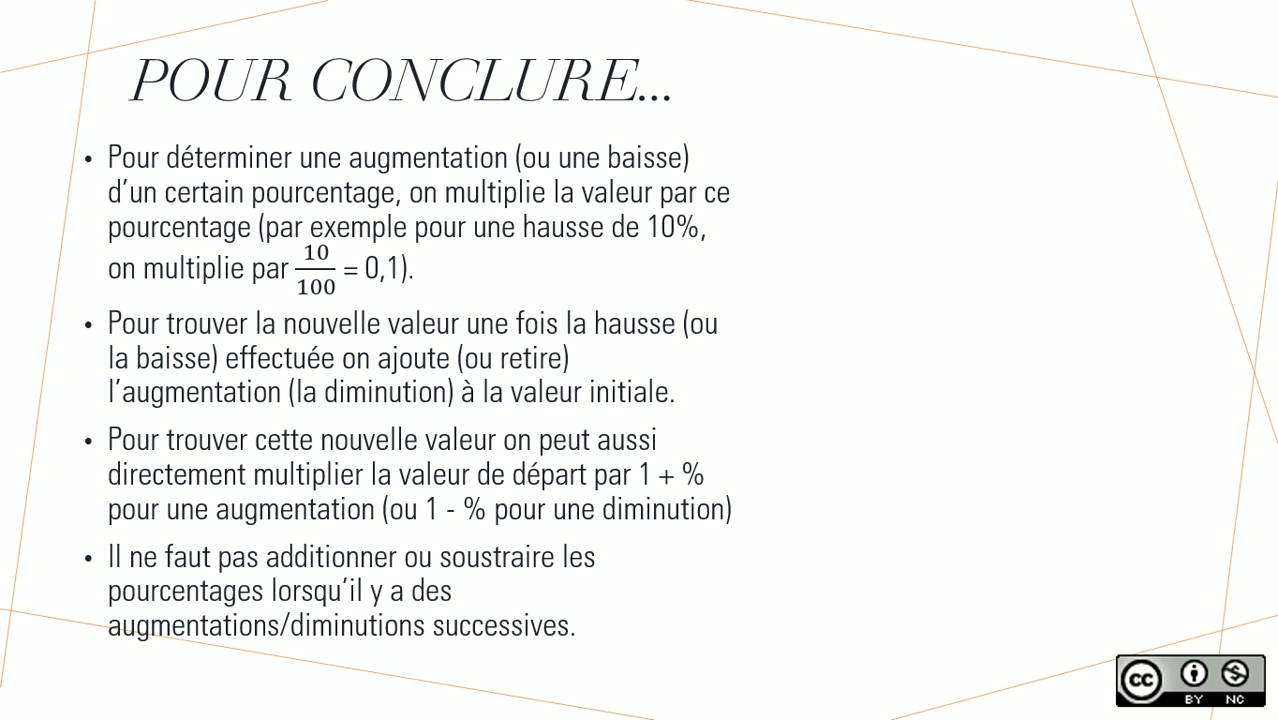 POUR CONCLURE...
• Pour déterminer une augmentation (ou une baisse)
d’un certain pourcentage, on multiplie la valeur par ce
pourcentage (par exemple pour une hausse de 10%,
on multiplie par 10/100 = 0,1).
• Pour trouver la nouvelle valeur une fois la hausse (ou
la baisse) effectuée on ajoute (ou retire)
l’augmentation (la diminution) à la valeur initiale.
• Pour trouver cette nouvelle valeur on peut aussi
directement multiplier la valeur de départ par 1 + %
pour une augmentation (ou 1 - % pour une diminution)
• Il ne faut pas additionner ou soustraire les
pourcentages lorsqu’il y a des
augmentations/diminutions successives.
CC BY NC